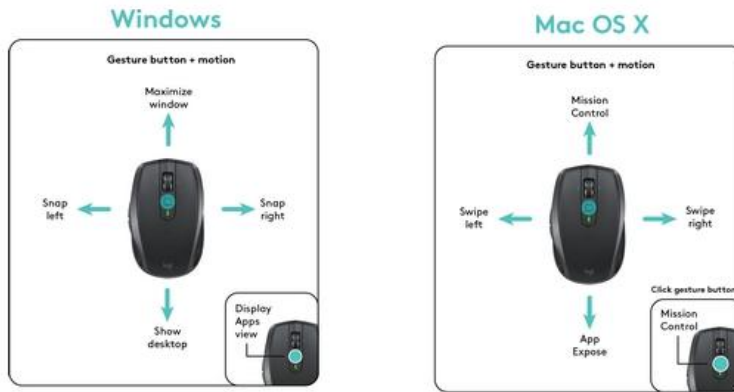 Windows
Gesture button + motion
Maximize
window
Snap
left
Snap
right
Show
desktop
Display
Apps
view
Mac OS X
Gesture button + motion
Mission
Control
Swipe
left
Swipe
right
App
Expose
Click gesture button
Mission
Control